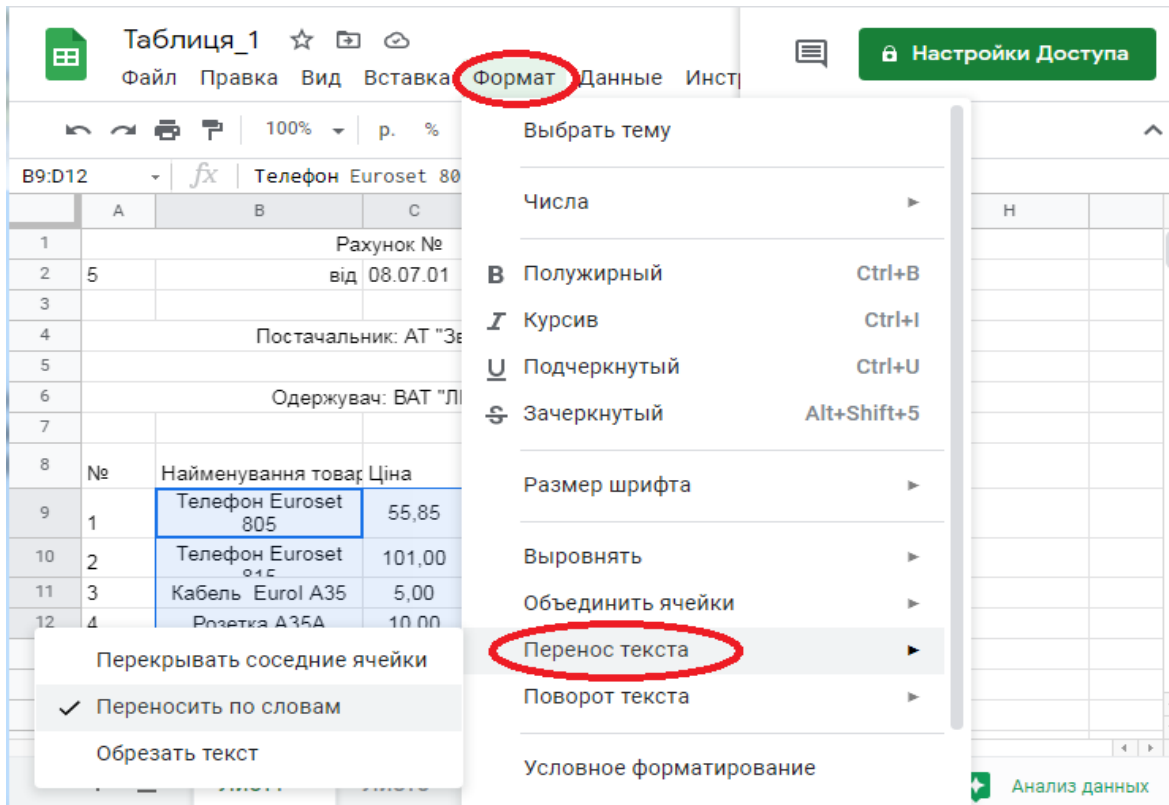 Таблиця_1
Файл Правка Вид Вставка Формат Данные Инст
Настройки Доступа
100% р. %
B9:D12 fx Телефон Euroset 80
A B C H
1 Рахунок №
2 5 від 08.07.01
3
4 Постачальник: АТ "Зв
5
6 Одержувач: ВАТ "Л
7
8 № Найменування товар Ціна
9 1 Телефон Euroset 805 55,85
10 2 Телефон Euroset 815 101,00
11 3 Кабель Eurol A35 5,00
12 4 Розетка А35А 10,00
Выбрать тему
Числа
B Полужирный Ctrl+B
I Курсив Ctrl+I
U Подчеркнутый Ctrl+U
S Зачеркнутый Alt+Shift+5
Размер шрифта
Выровнять
Объединить ячейки
Перенос текста
Поворот текста
Условное форматирование
Перекрывать соседние ячейки
Переносить по словам
Обрезать текст
Анализ данных